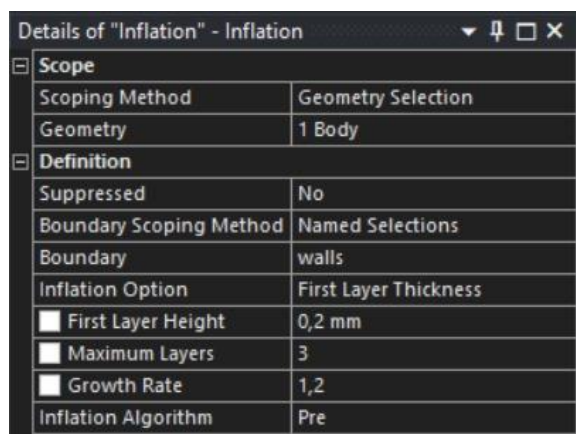 Details of "Inflation" - Inflation
Scope
Scoping Method Geometry Selection
Geometry 1 Body
Definition
Suppressed No
Boundary Scoping Method Named Selections
Boundary walls
Inflation Option First Layer Thickness
First Layer Height 0,2 mm
Maximum Layers 3
Growth Rate 1,2
Inflation Algorithm Pre